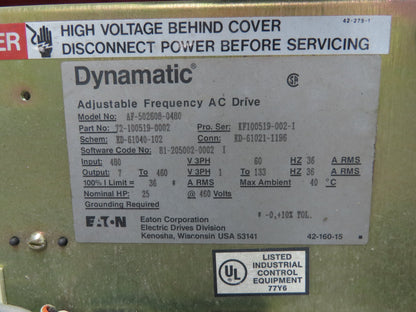 42-279-1
ER HIGH VOLTAGE BEHIND COVER
DISCONNECT POWER BEFORE SERVICING
Dynamatic®
Adjustable Frequency AC Drive
Model No: AF-502608-0480
Part No: 72-100519-0002 Pro. Ser: KF100519-002-I
Schem: KD-61040-102 Conn: KD-61021-1196
Software Code No: 81-205002-0002 I
Input: 480 V 3PH 60 HZ 36 A RMS
Output: 7 To 460 V 3PH 1 To 133 HZ 36 A RMS
100% I Limit = 36 * A RMS Max Ambient 40 °C
Nominal HP: 25 @ 460 Volts
Grounding Required
* -0,+10% TOL.
EATON Eaton Corporation
Electric Drives Division
Kenosha, Wisconsin USA 53141 42-160-15
UL LISTED
INDUSTRIAL
CONTROL
EQUIPMENT
77Y6